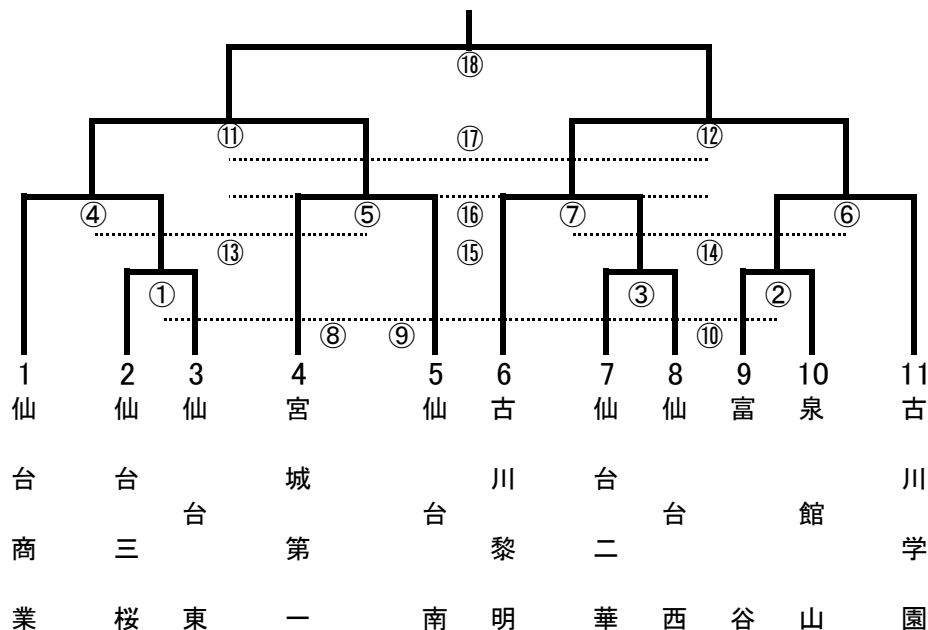 ⑱
⑪ ⑰ ⑫
④ ⑤ ⑯ ⑦ ⑥
⑬ ⑮ ⑭
① ③ ②
⑧ ⑨ ⑩
1 2 3 4 5 6 7 8 9 10 11
仙台商業
仙台三桜
仙台東
宮城第一
仙台南
古川黎明
仙台二華
仙台西
富谷
泉館山
古川学園